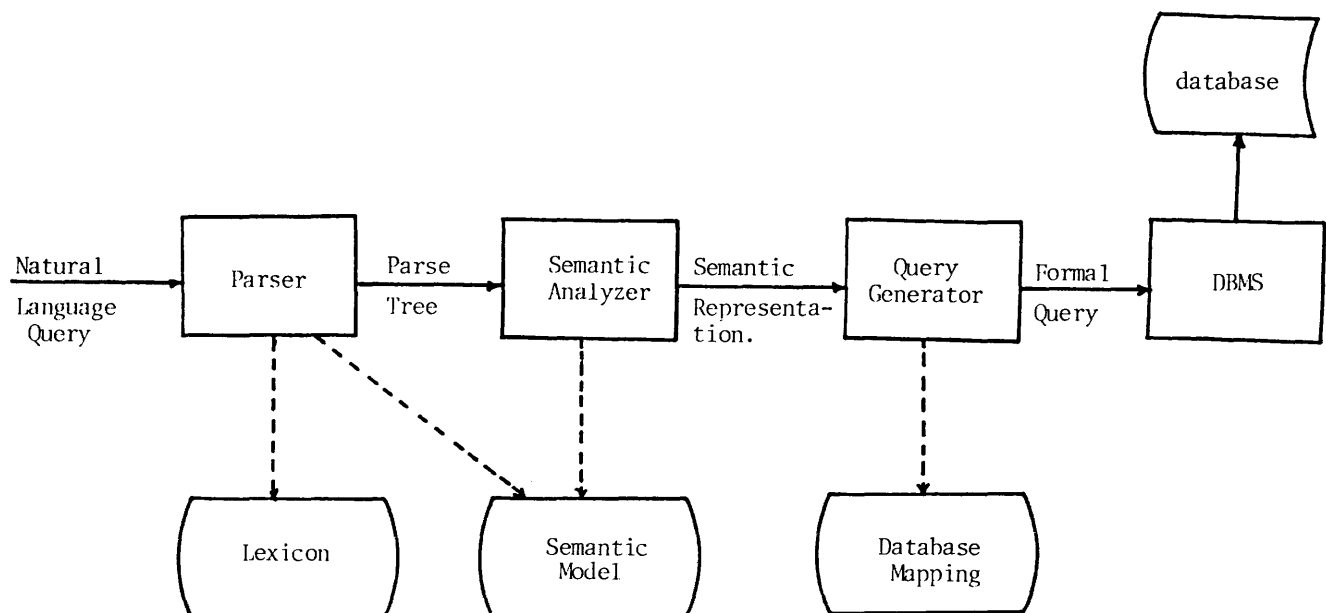 database
Natural
Language
Query
Parser
Parse
Tree
Semantic
Analyzer
Semantic
Representa-
tion.
Query
Generator
Formal
Query
DBMS
Lexicon
Semantic
Model
Database
Mapping